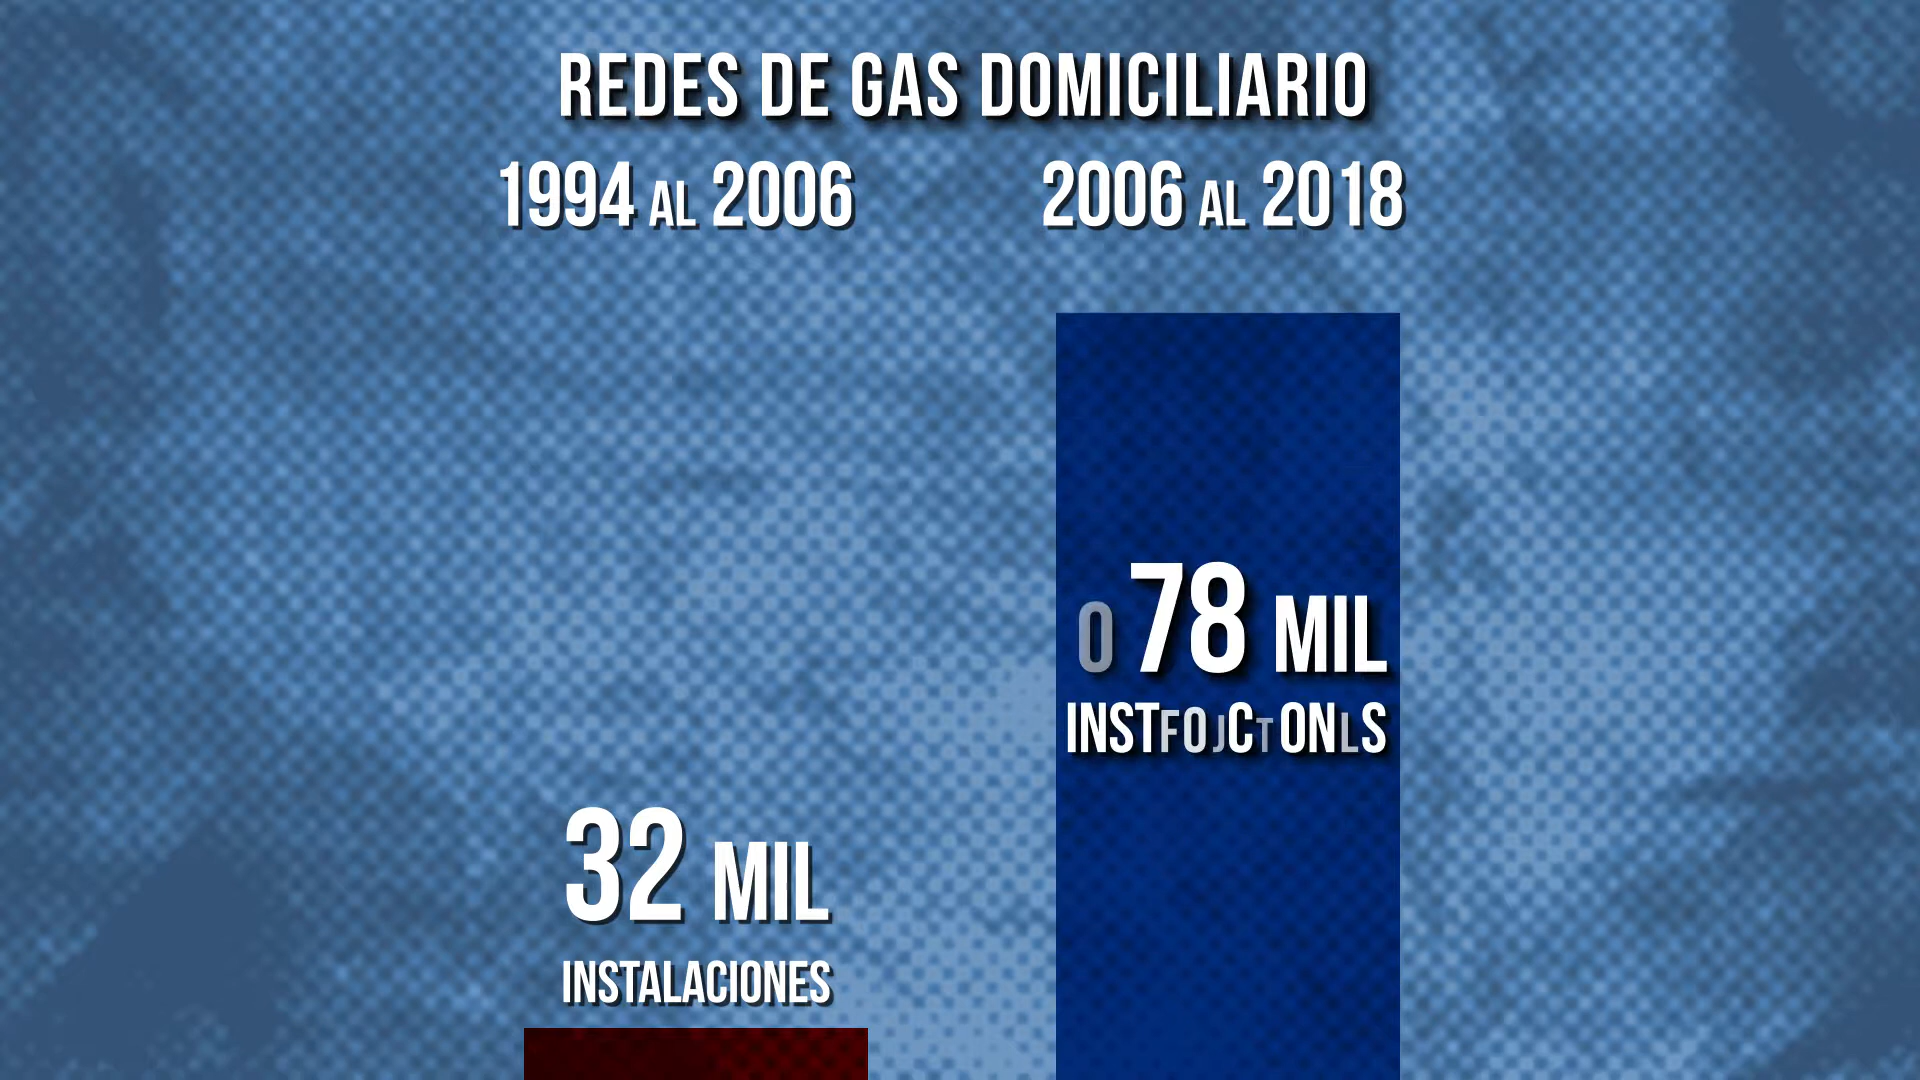 REDES DE GAS DOMICILIARIO
1994 AL 2006
2006 AL 2018
32 MIL
INSTALACIONES
78 MIL